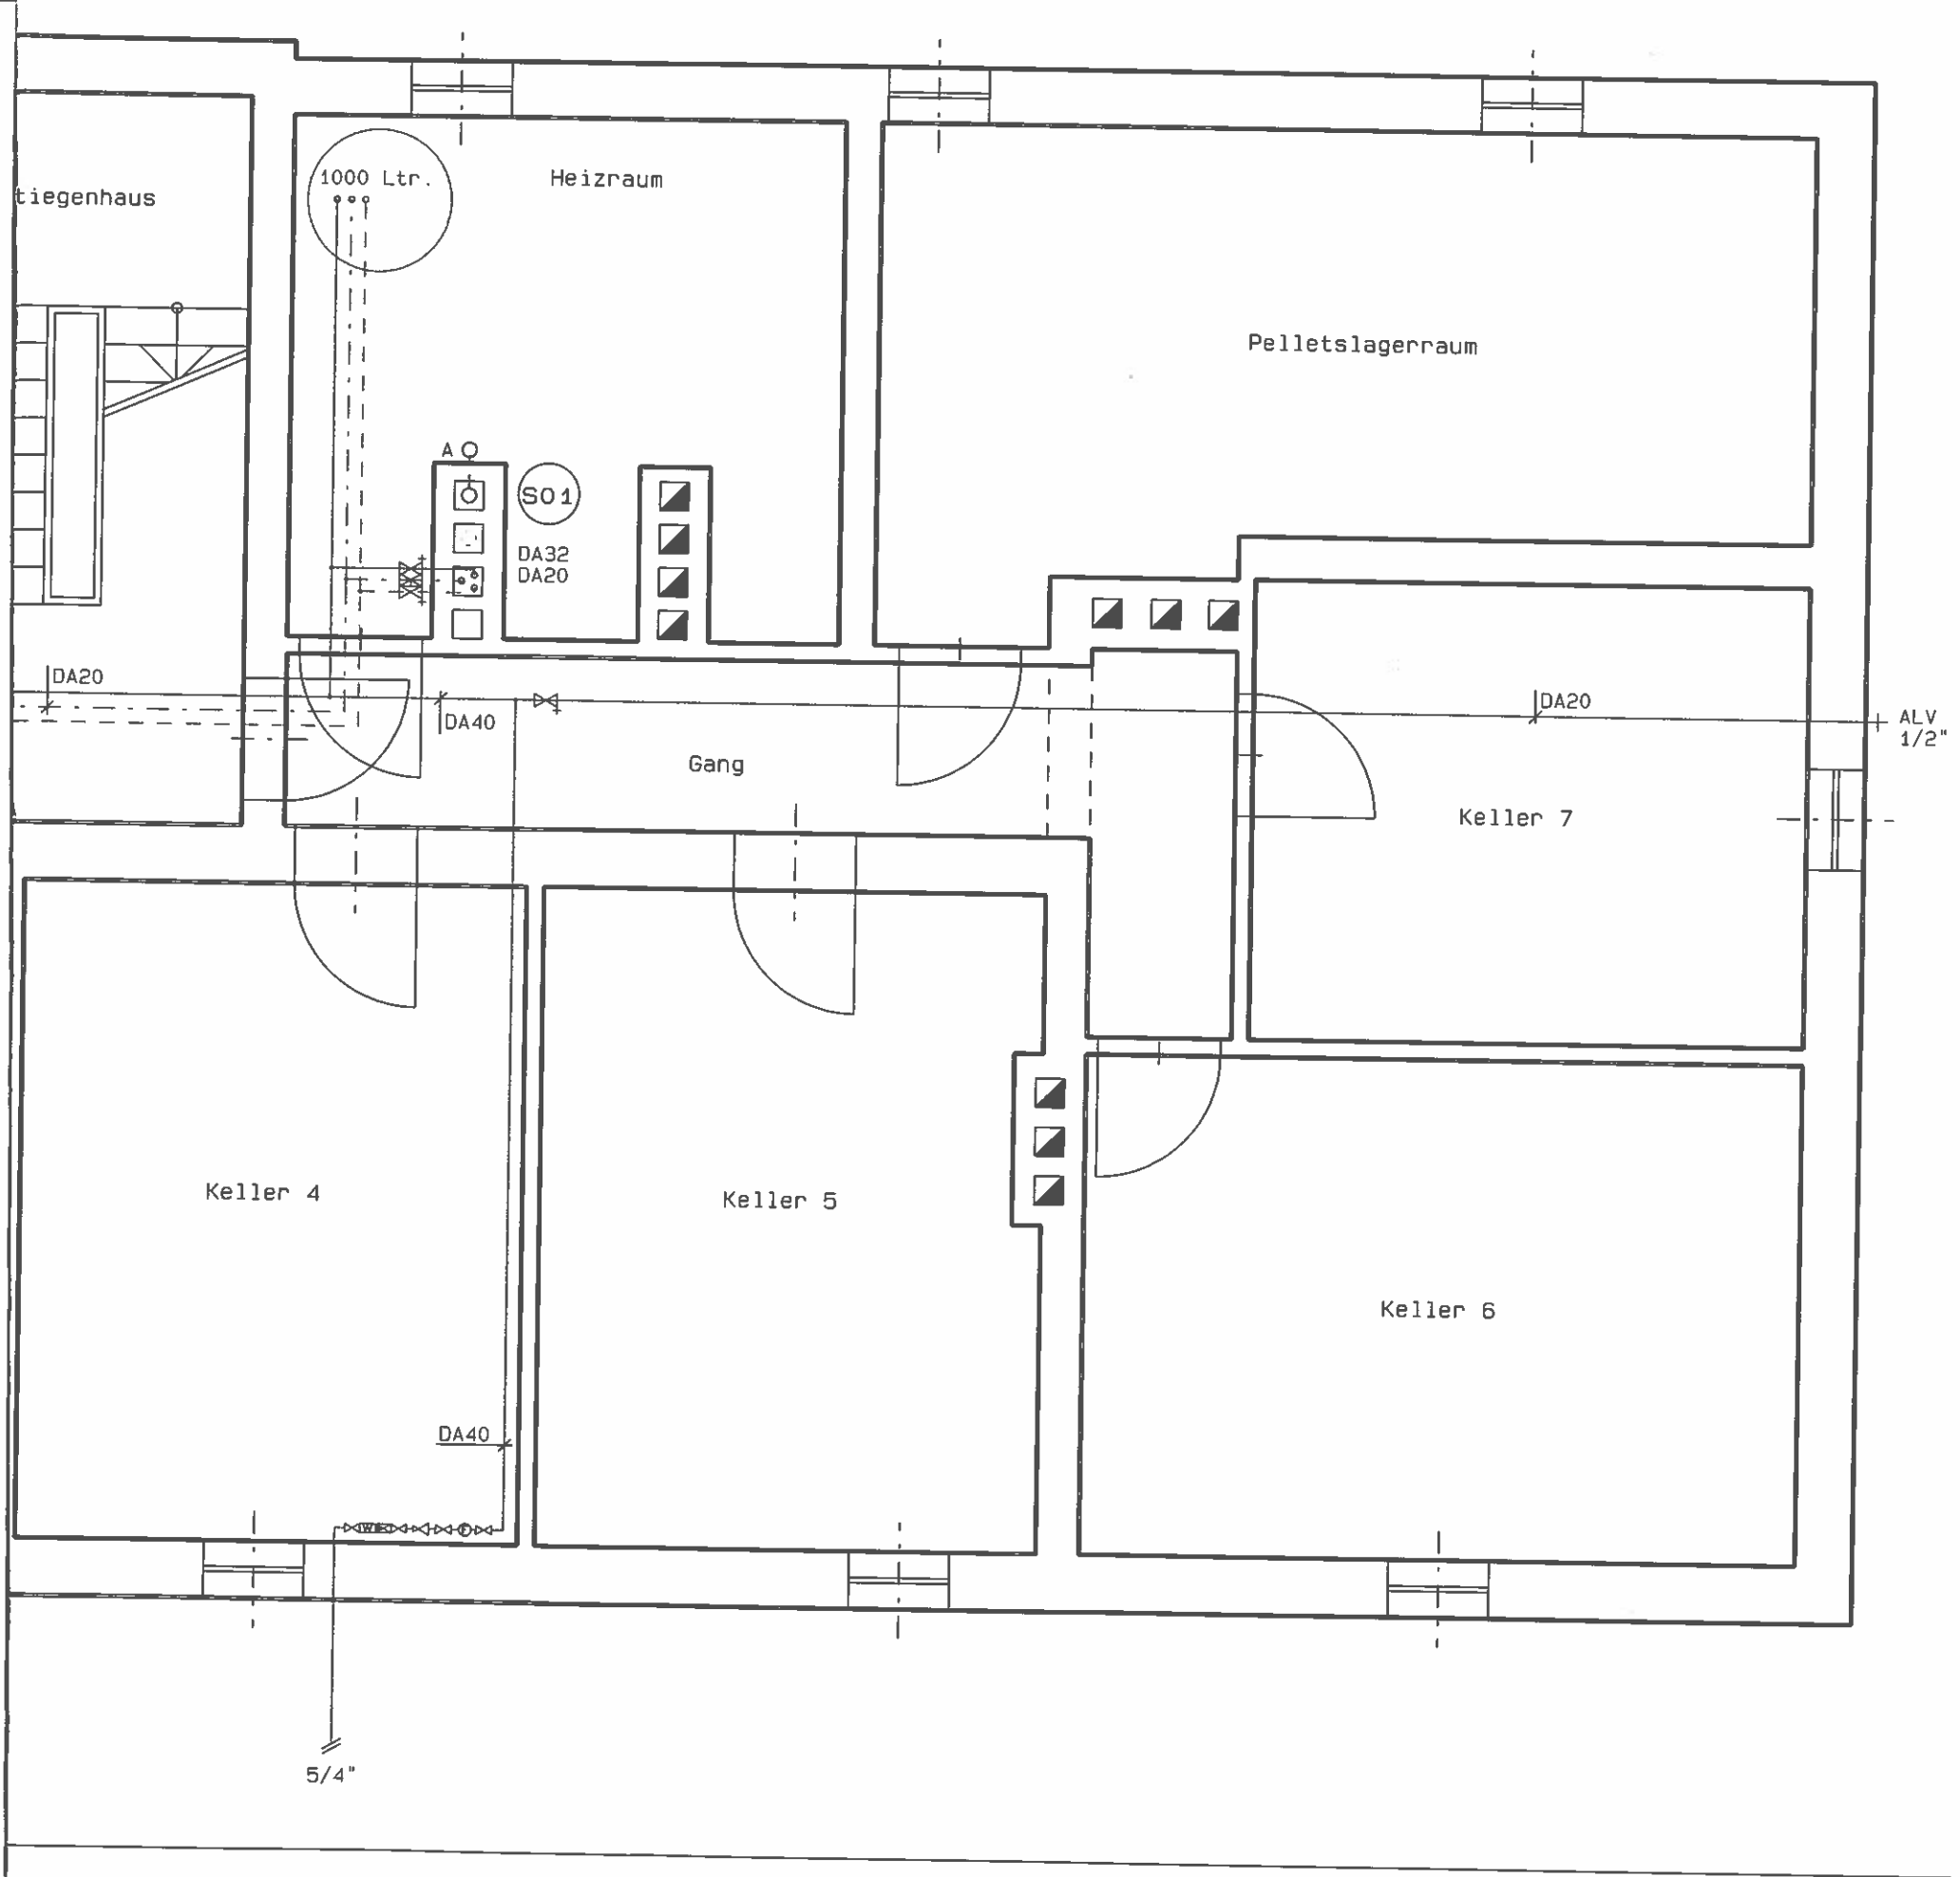 1000 Ltr.
Heizraum
tiegenhaus
Pelletslagerraum
A
SO1
DA32
DA20
DA20
DA40
DA20
ALV
1/2"
Gang
Keller 7
Keller 4
Keller 5
Keller 6
DA40
5/4"